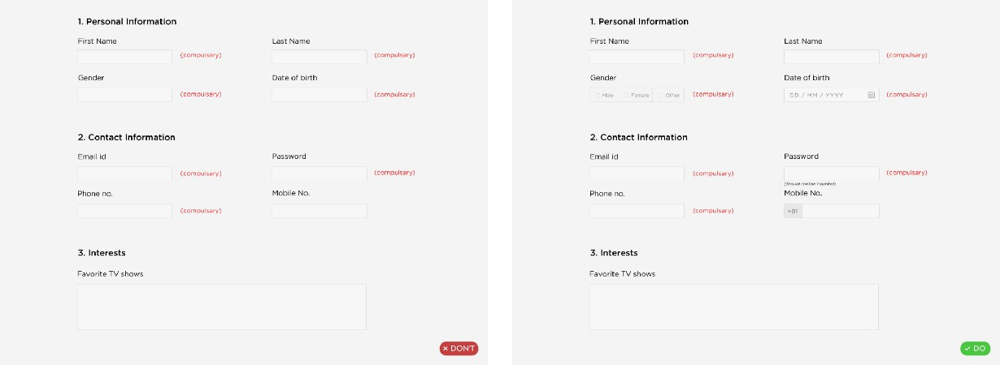 1. Personal Information
First Name
Last Name
(compulsary)
(compulsary)
Gender
Date of birth
(compulsary)
(compulsary)
2. Contact Information
Email id
Password
(compulsary)
(compulsary)
Phone no.
Mobile No.
(compulsary)
3. Interests
Favorite TV shows
× DON'T
1. Personal Information
First Name
Last Name
(compulsary)
(compulsary)
Gender
Date of birth
Male Female Other
(compulsary)
DD / MM / YYYY
(compulsary)
2. Contact Information
Email id
Password
(compulsary)
(compulsary)
(Should contain 1 symbol)
Phone no.
Mobile No.
(compulsary)
+91
3. Interests
Favorite TV shows
✓ DO